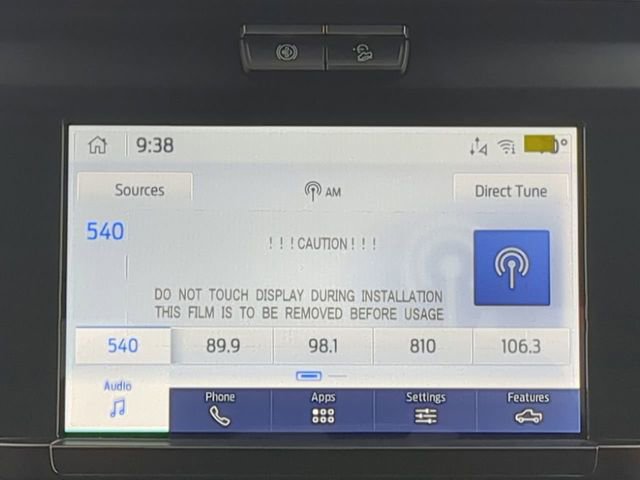 9:38
Sources
AM
Direct Tune
540
! ! ! CAUTION ! ! !
DO NOT TOUCH DISPLAY DURING INSTALLATION
THIS FILM IS TO BE REMOVED BEFORE USAGE
540 89.9 98.1 810 106.3
Audio Phone Apps Settings Features